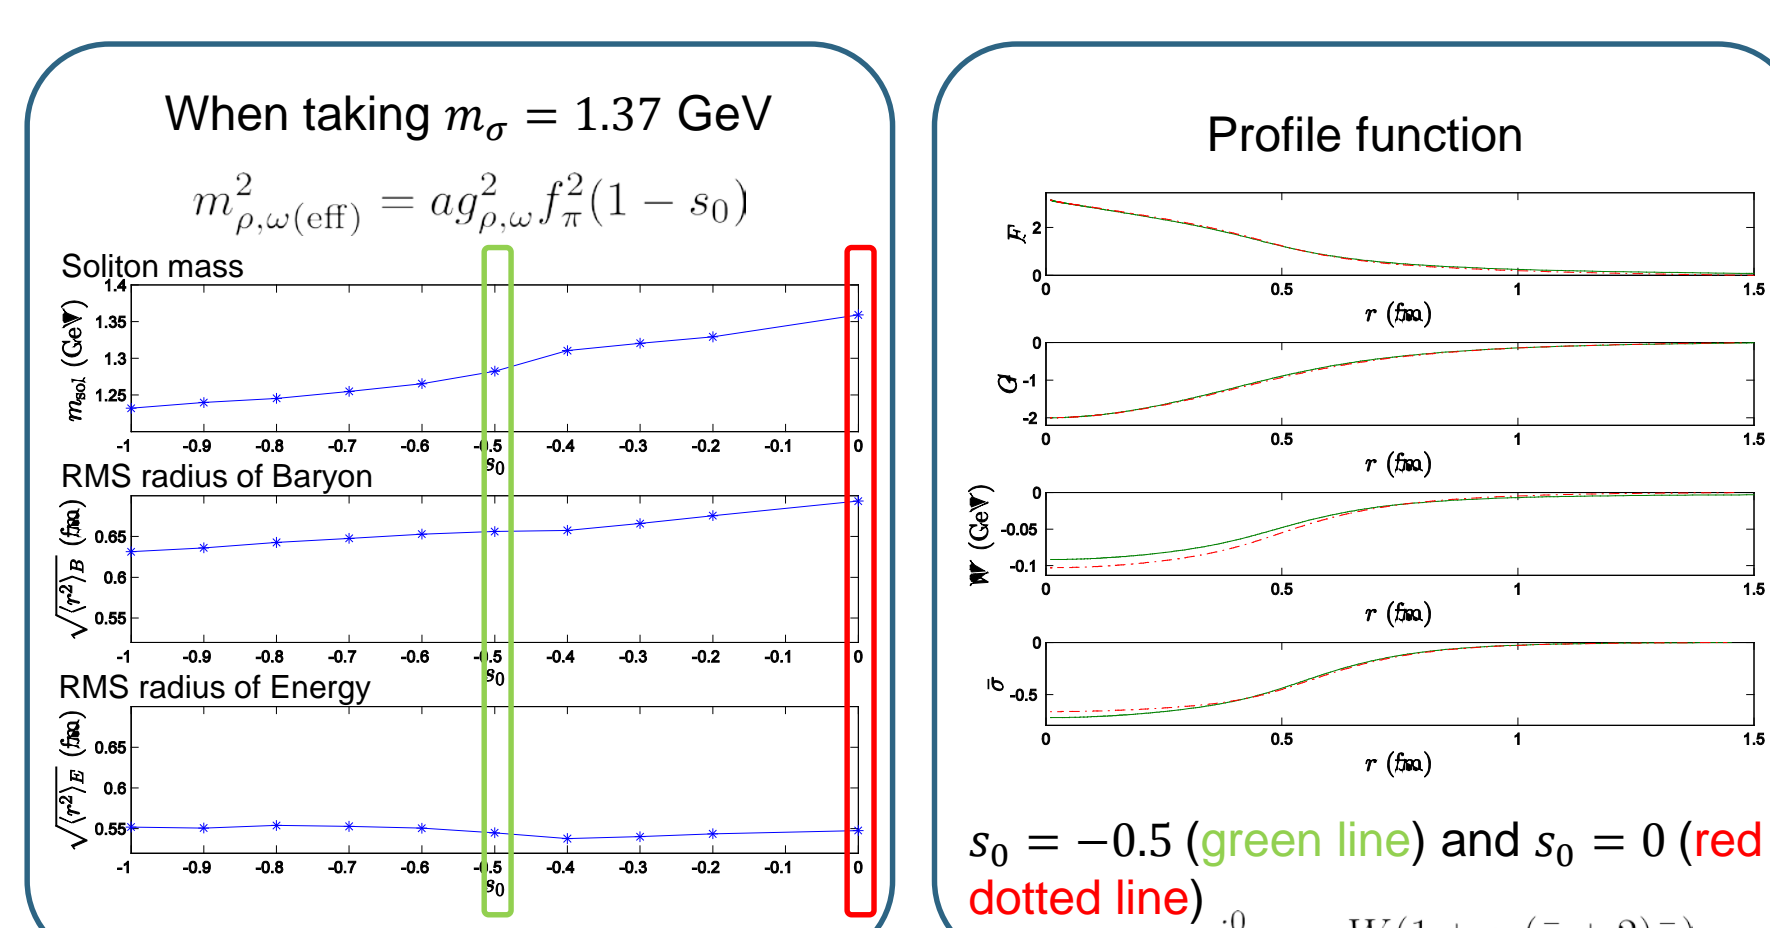 When taking m_σ = 1.37 GeV
m²_ρ,ω(eff) = ag²_ρ,ω f²_π(1 − s₀)
Soliton mass
m_sol (GeV)
1.4
1.35
1.3
1.25
-1 -0.9 -0.8 -0.7 -0.6 -0.5 -0.4 -0.3 -0.2 -0.1 0
s₀
RMS radius of Baryon
√⟨r²⟩_B (fm)
0.65
0.6
0.55
-1 -0.9 -0.8 -0.7 -0.6 -0.5 -0.4 -0.3 -0.2 -0.1 0
s₀
RMS radius of Energy
√⟨r²⟩_E (fm)
0.65
0.6
0.55
-1 -0.9 -0.8 -0.7 -0.6 -0.5 -0.4 -0.3 -0.2 -0.1 0
s₀
Profile function
F
2
0
0 0.5 1 1.5
r (fm)
G
0
-1
-2
0 0.5 1 1.5
r (fm)
W (GeV)
0
-0.05
-0.1
0 0.5 1 1.5
r (fm)
σ̄
0
-0.5
0 0.5 1 1.5
r (fm)
s₀ = −0.5 (green line) and s₀ = 0 (red
dotted line)